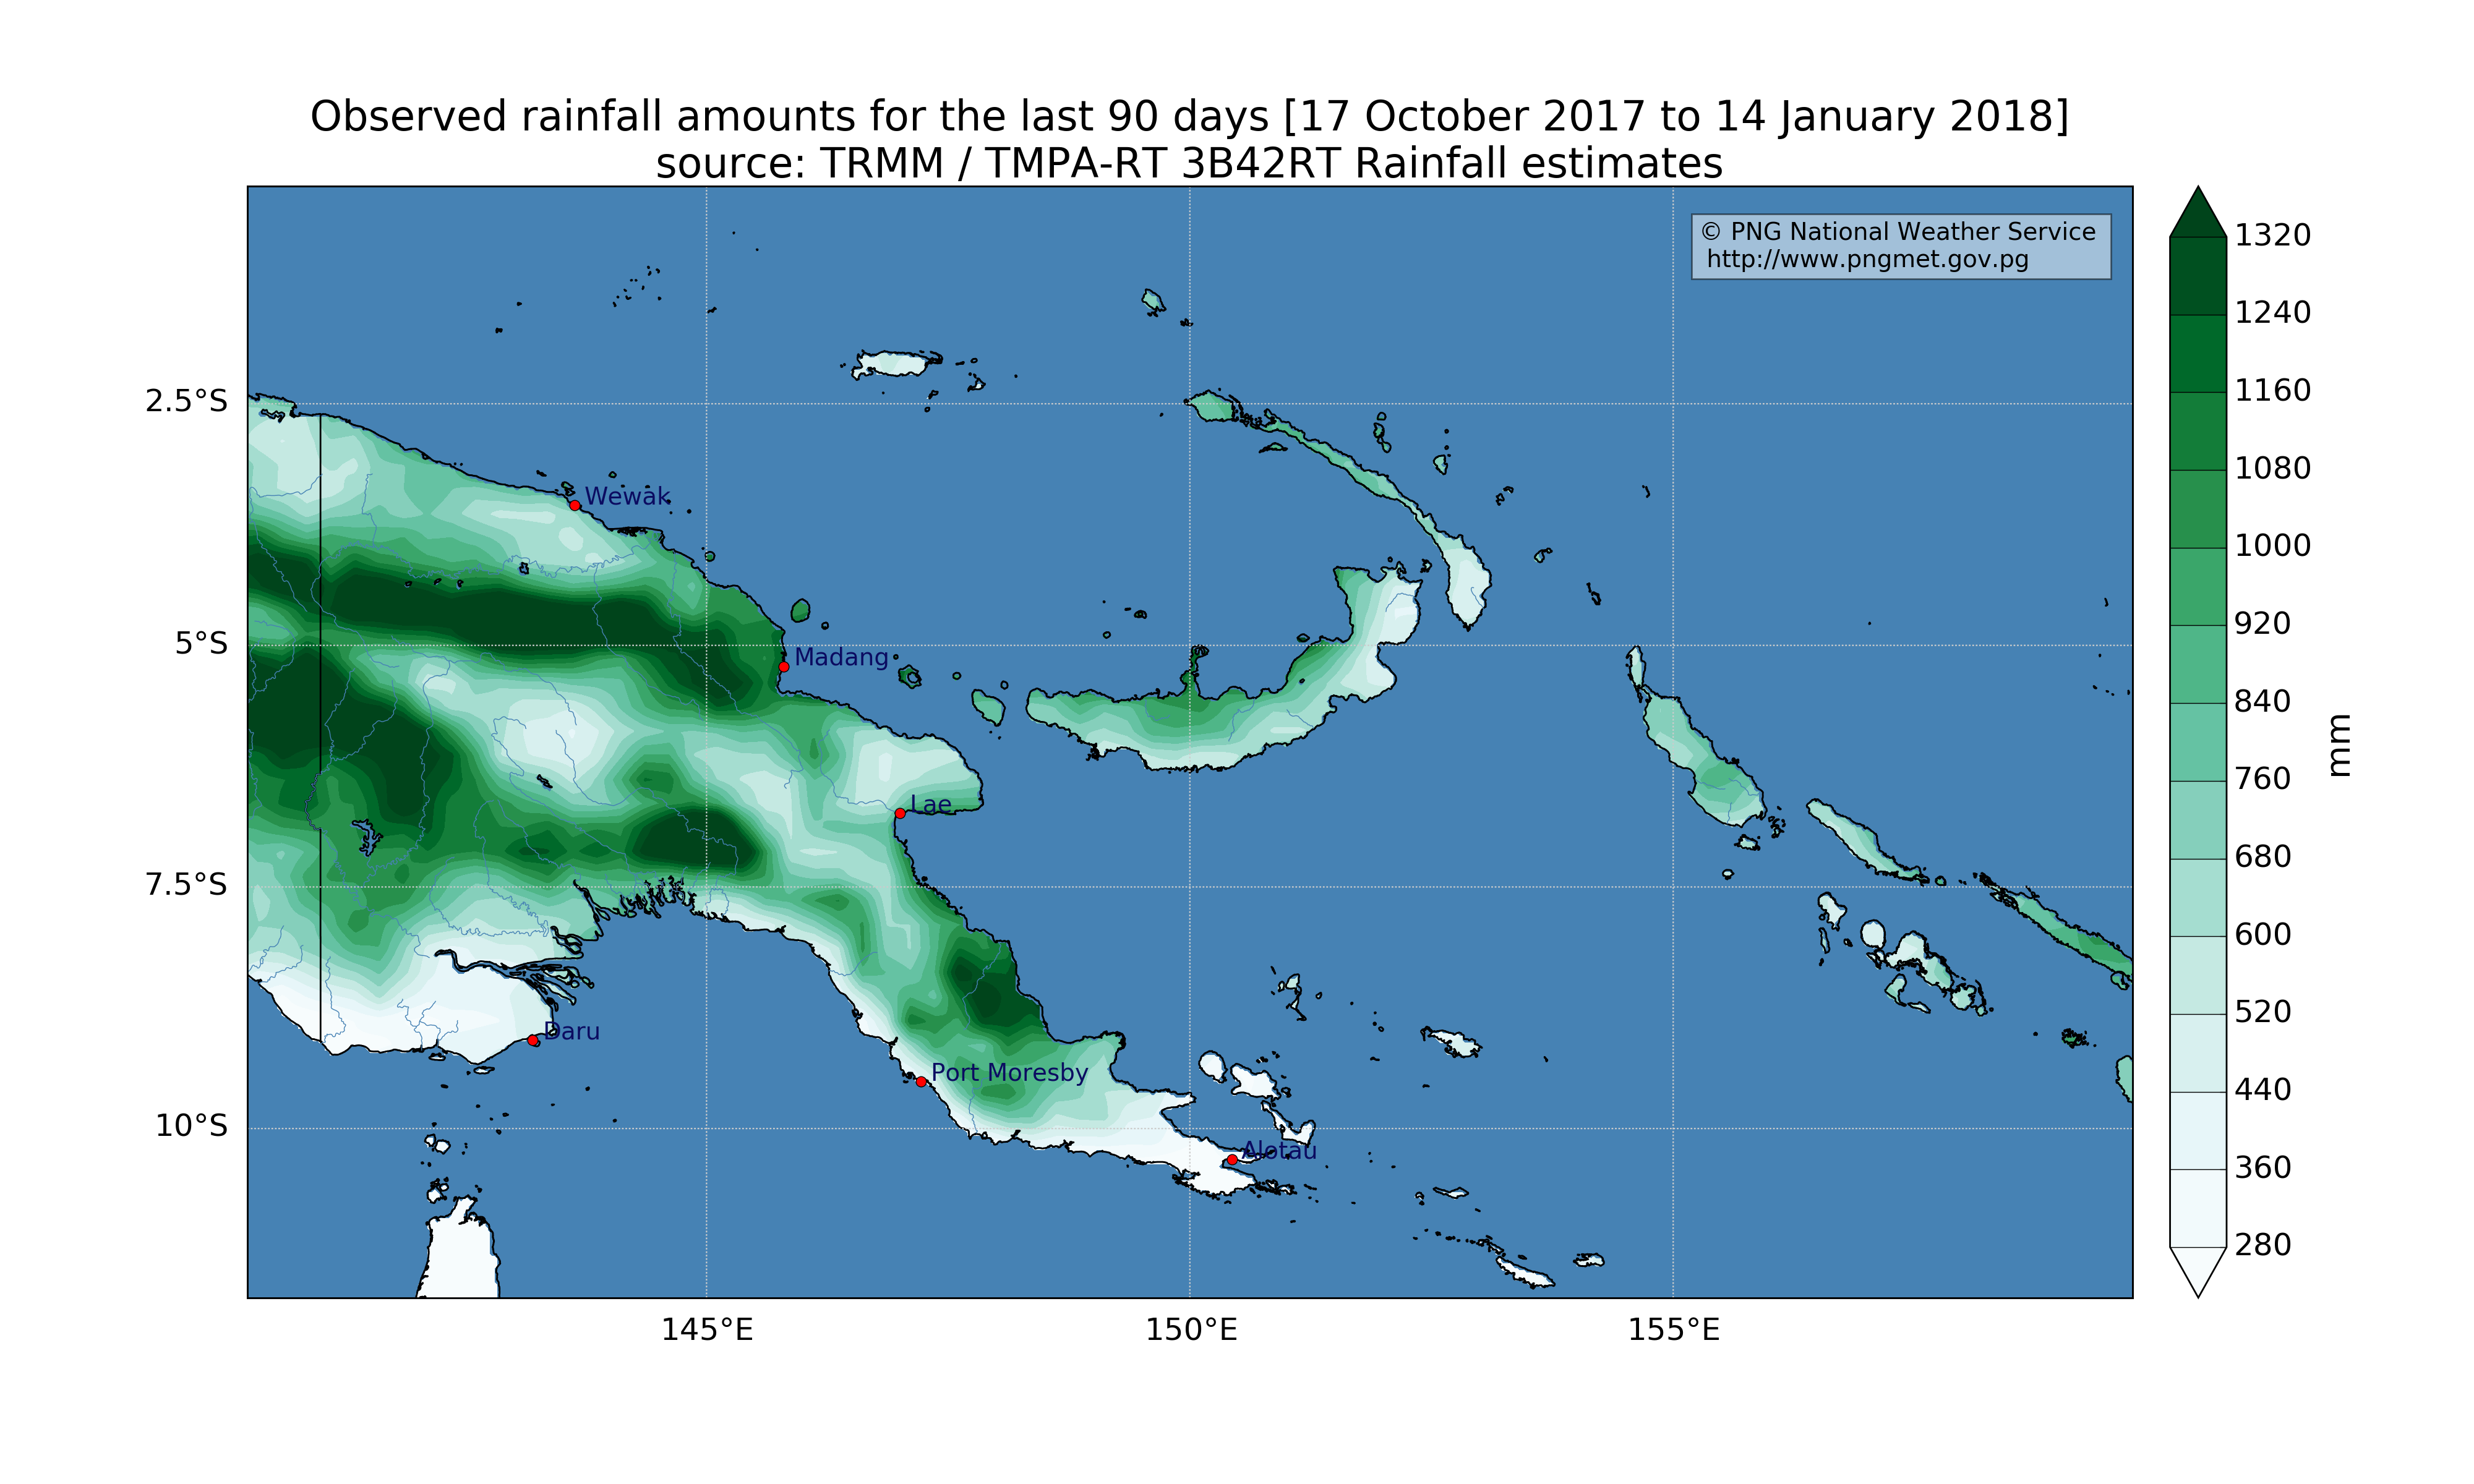 Observed rainfall amounts for the last 90 days [17 October 2017 to 14 January 2018]
source: TRMM / TMPA-RT 3B42RT Rainfall estimates
© PNG National Weather Service
http://www.pngmet.gov.pg
1320
1240
1160
1080
1000
920
840
760
680
600
520
440
360
280
mm
2.5°S
5°S
7.5°S
10°S
Wewak
Madang
Lae
Daru
Port Moresby
Alotau
145°E
150°E
155°E